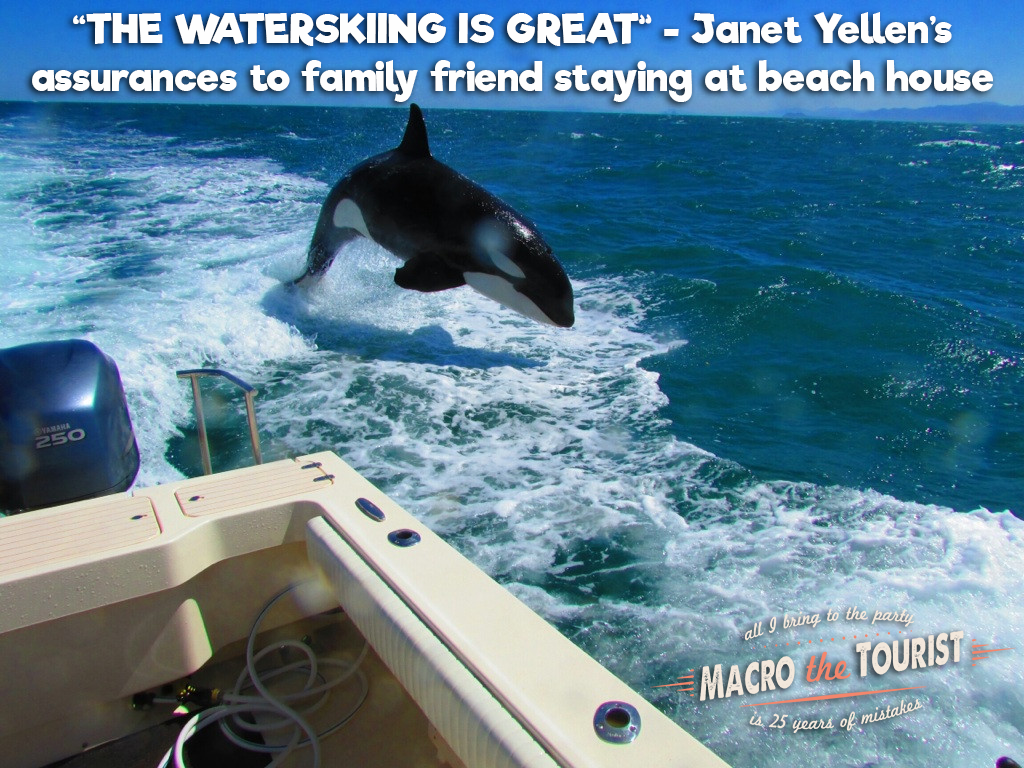 “THE WATERSKIING IS GREAT” - Janet Yellen's
assurances to family friend staying at beach house
YAMAHA
250
all I bring to the party
MACRO the TOURIST
is 25 years of mistakes